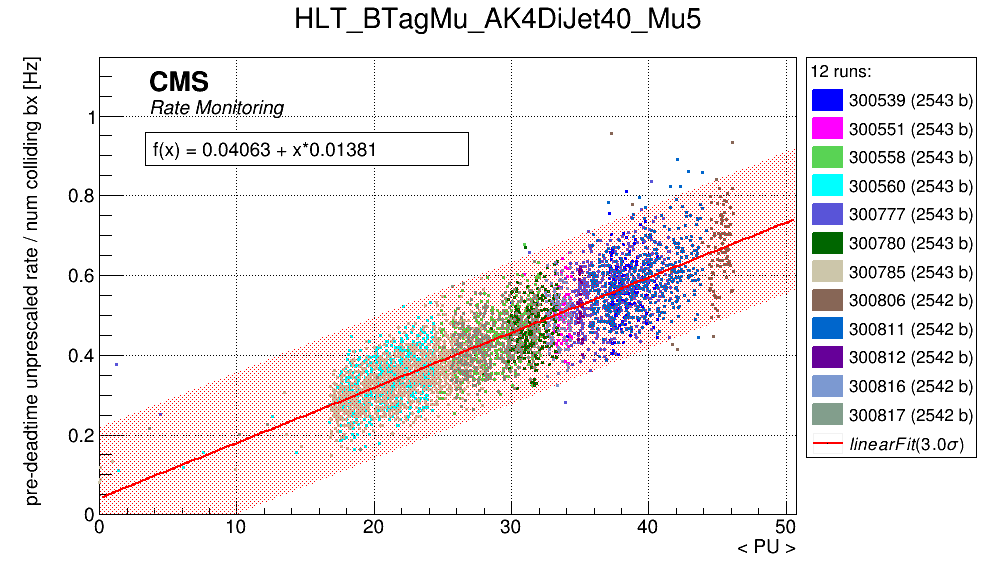 HLT_BTagMu_AK4DiJet40_Mu5
pre-deadtime unprescaled rate / num colliding bx [Hz]
CMS
Rate Monitoring
f(x) = 0.04063 + x*0.01381
1
0.8
0.6
0.4
0.2
0
0 10 20 30 40 50
< PU >
12 runs:
300539 (2543 b)
300551 (2543 b)
300558 (2543 b)
300560 (2543 b)
300777 (2543 b)
300780 (2543 b)
300785 (2543 b)
300806 (2542 b)
300811 (2542 b)
300812 (2542 b)
300816 (2542 b)
300817 (2542 b)
linearFit(3.0σ)